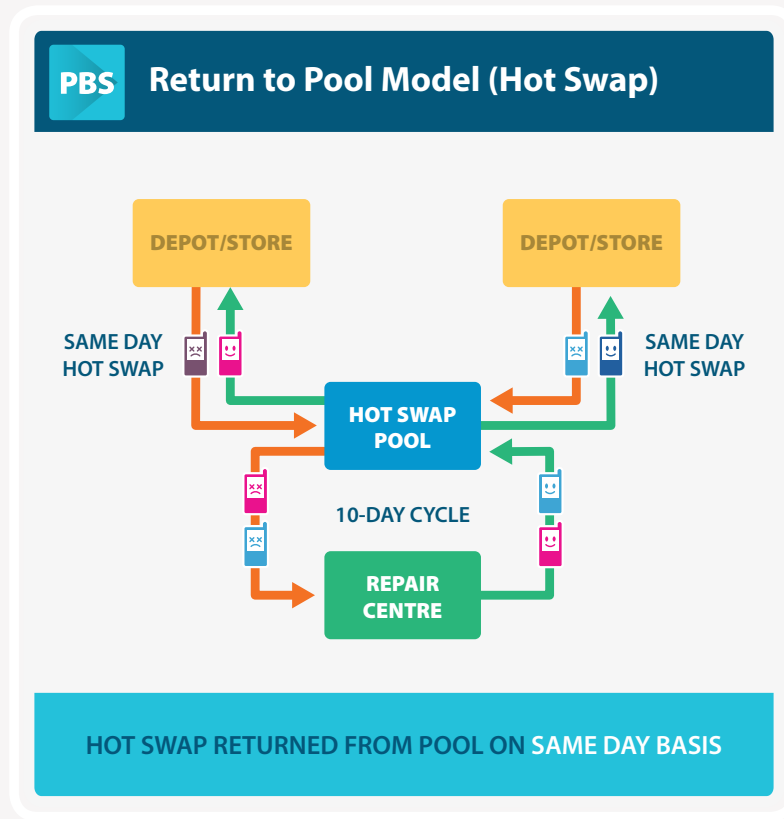 PBS
Return to Pool Model (Hot Swap)
DEPOT/STORE
DEPOT/STORE
SAME DAY
HOT SWAP
SAME DAY
HOT SWAP
HOT SWAP
POOL
10-DAY CYCLE
REPAIR
CENTRE
HOT SWAP RETURNED FROM POOL ON SAME DAY BASIS